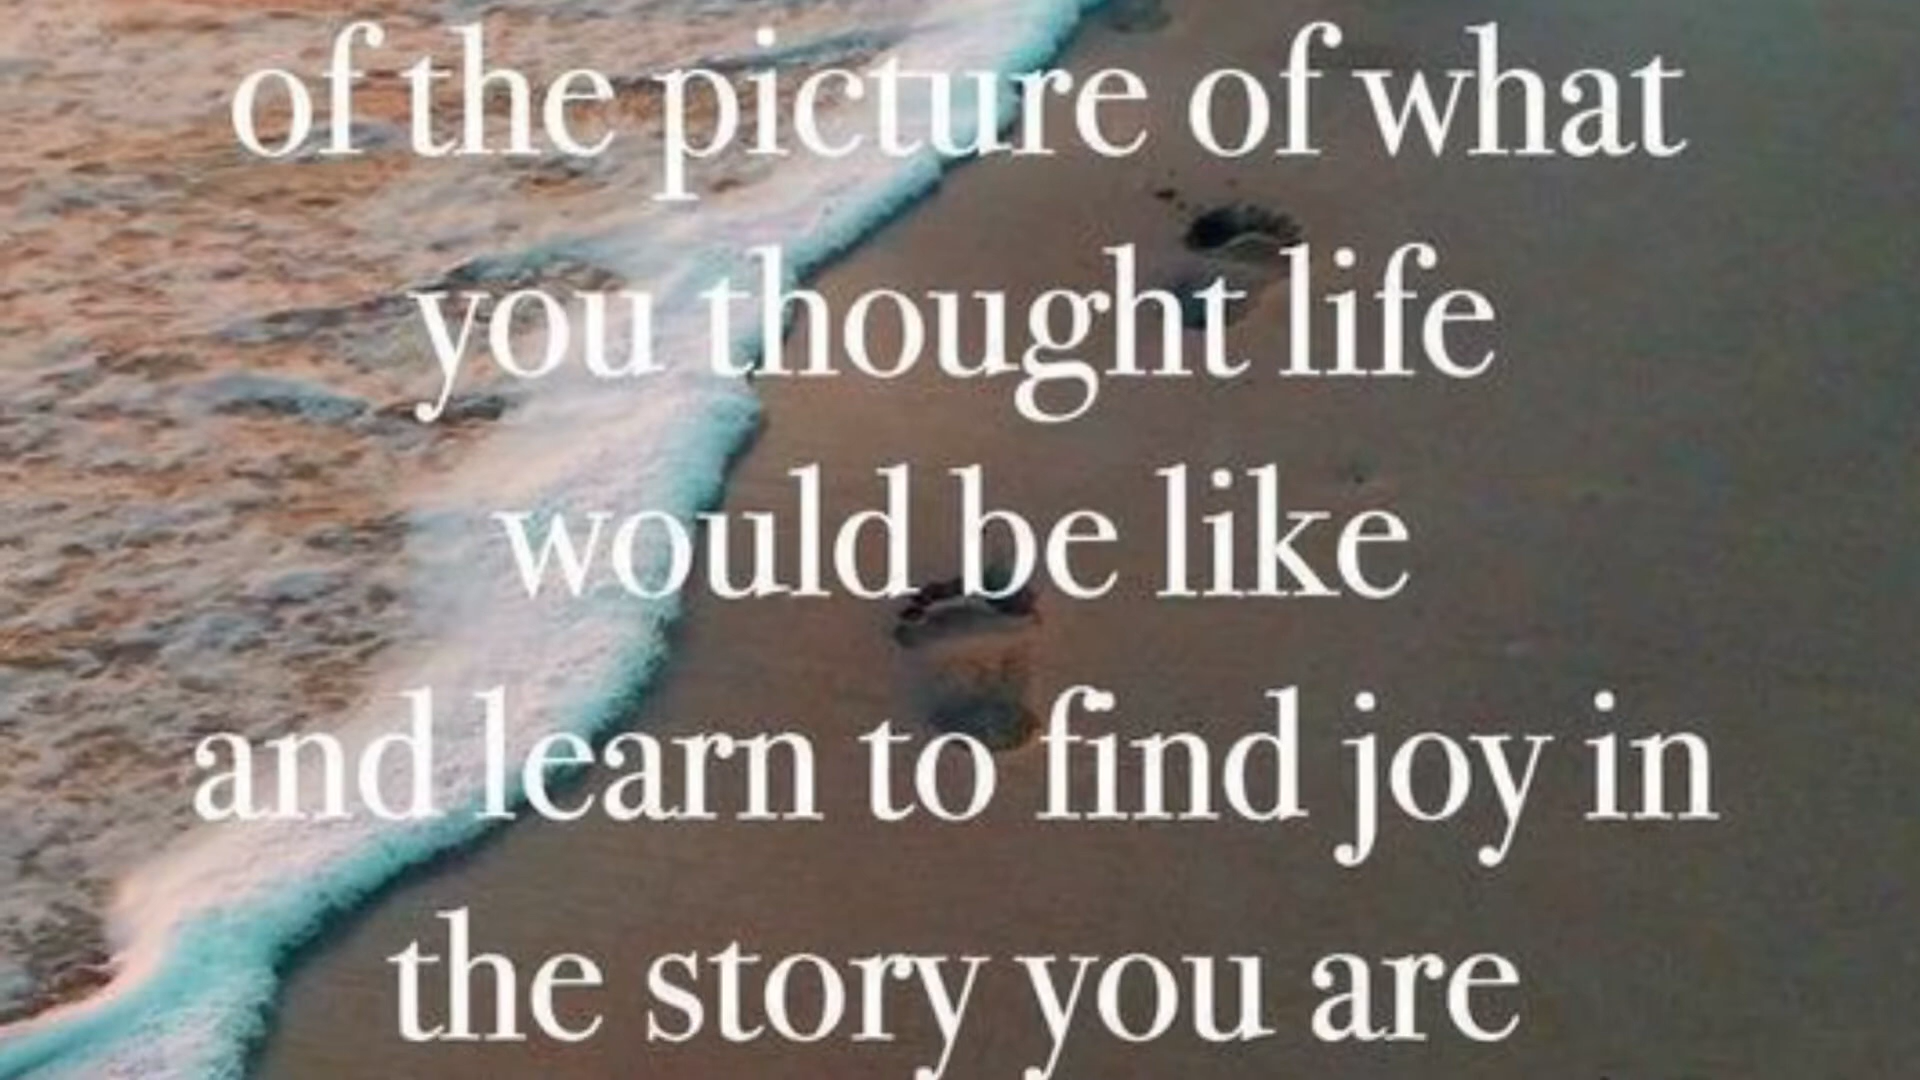 of the picture of what
you thought life
would be like
and learn to find joy in
the story you are